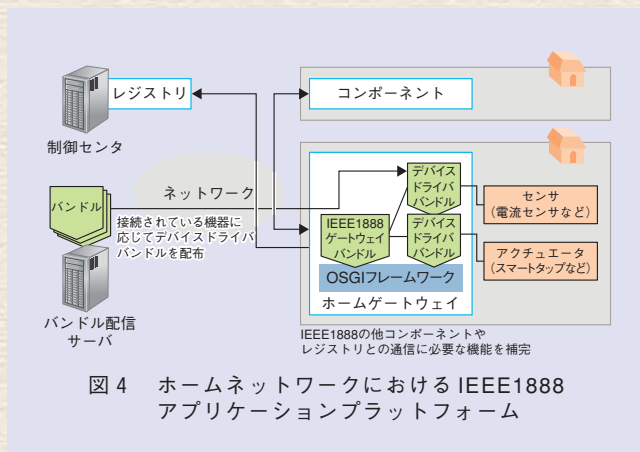 レジストリ
制御センタ
コンポーネント
ネットワーク
バンドル
接続されている機器に
応じてデバイスドライバ
バンドルを配布
バンドル配信
サーバ
デバイス
ドライバ
バンドル
IEEE1888
ゲートウェイ
バンドル
デバイス
ドライバ
バンドル
センサ
(電流センサなど)
アクチュエータ
(スマートタップなど)
OSGIフレームワーク
ホームゲートウェイ
IEEE1888の他コンポーネントや
レジストリとの通信に必要な機能を補完
図 4 ホームネットワークにおける IEEE1888
アプリケーションプラットフォーム